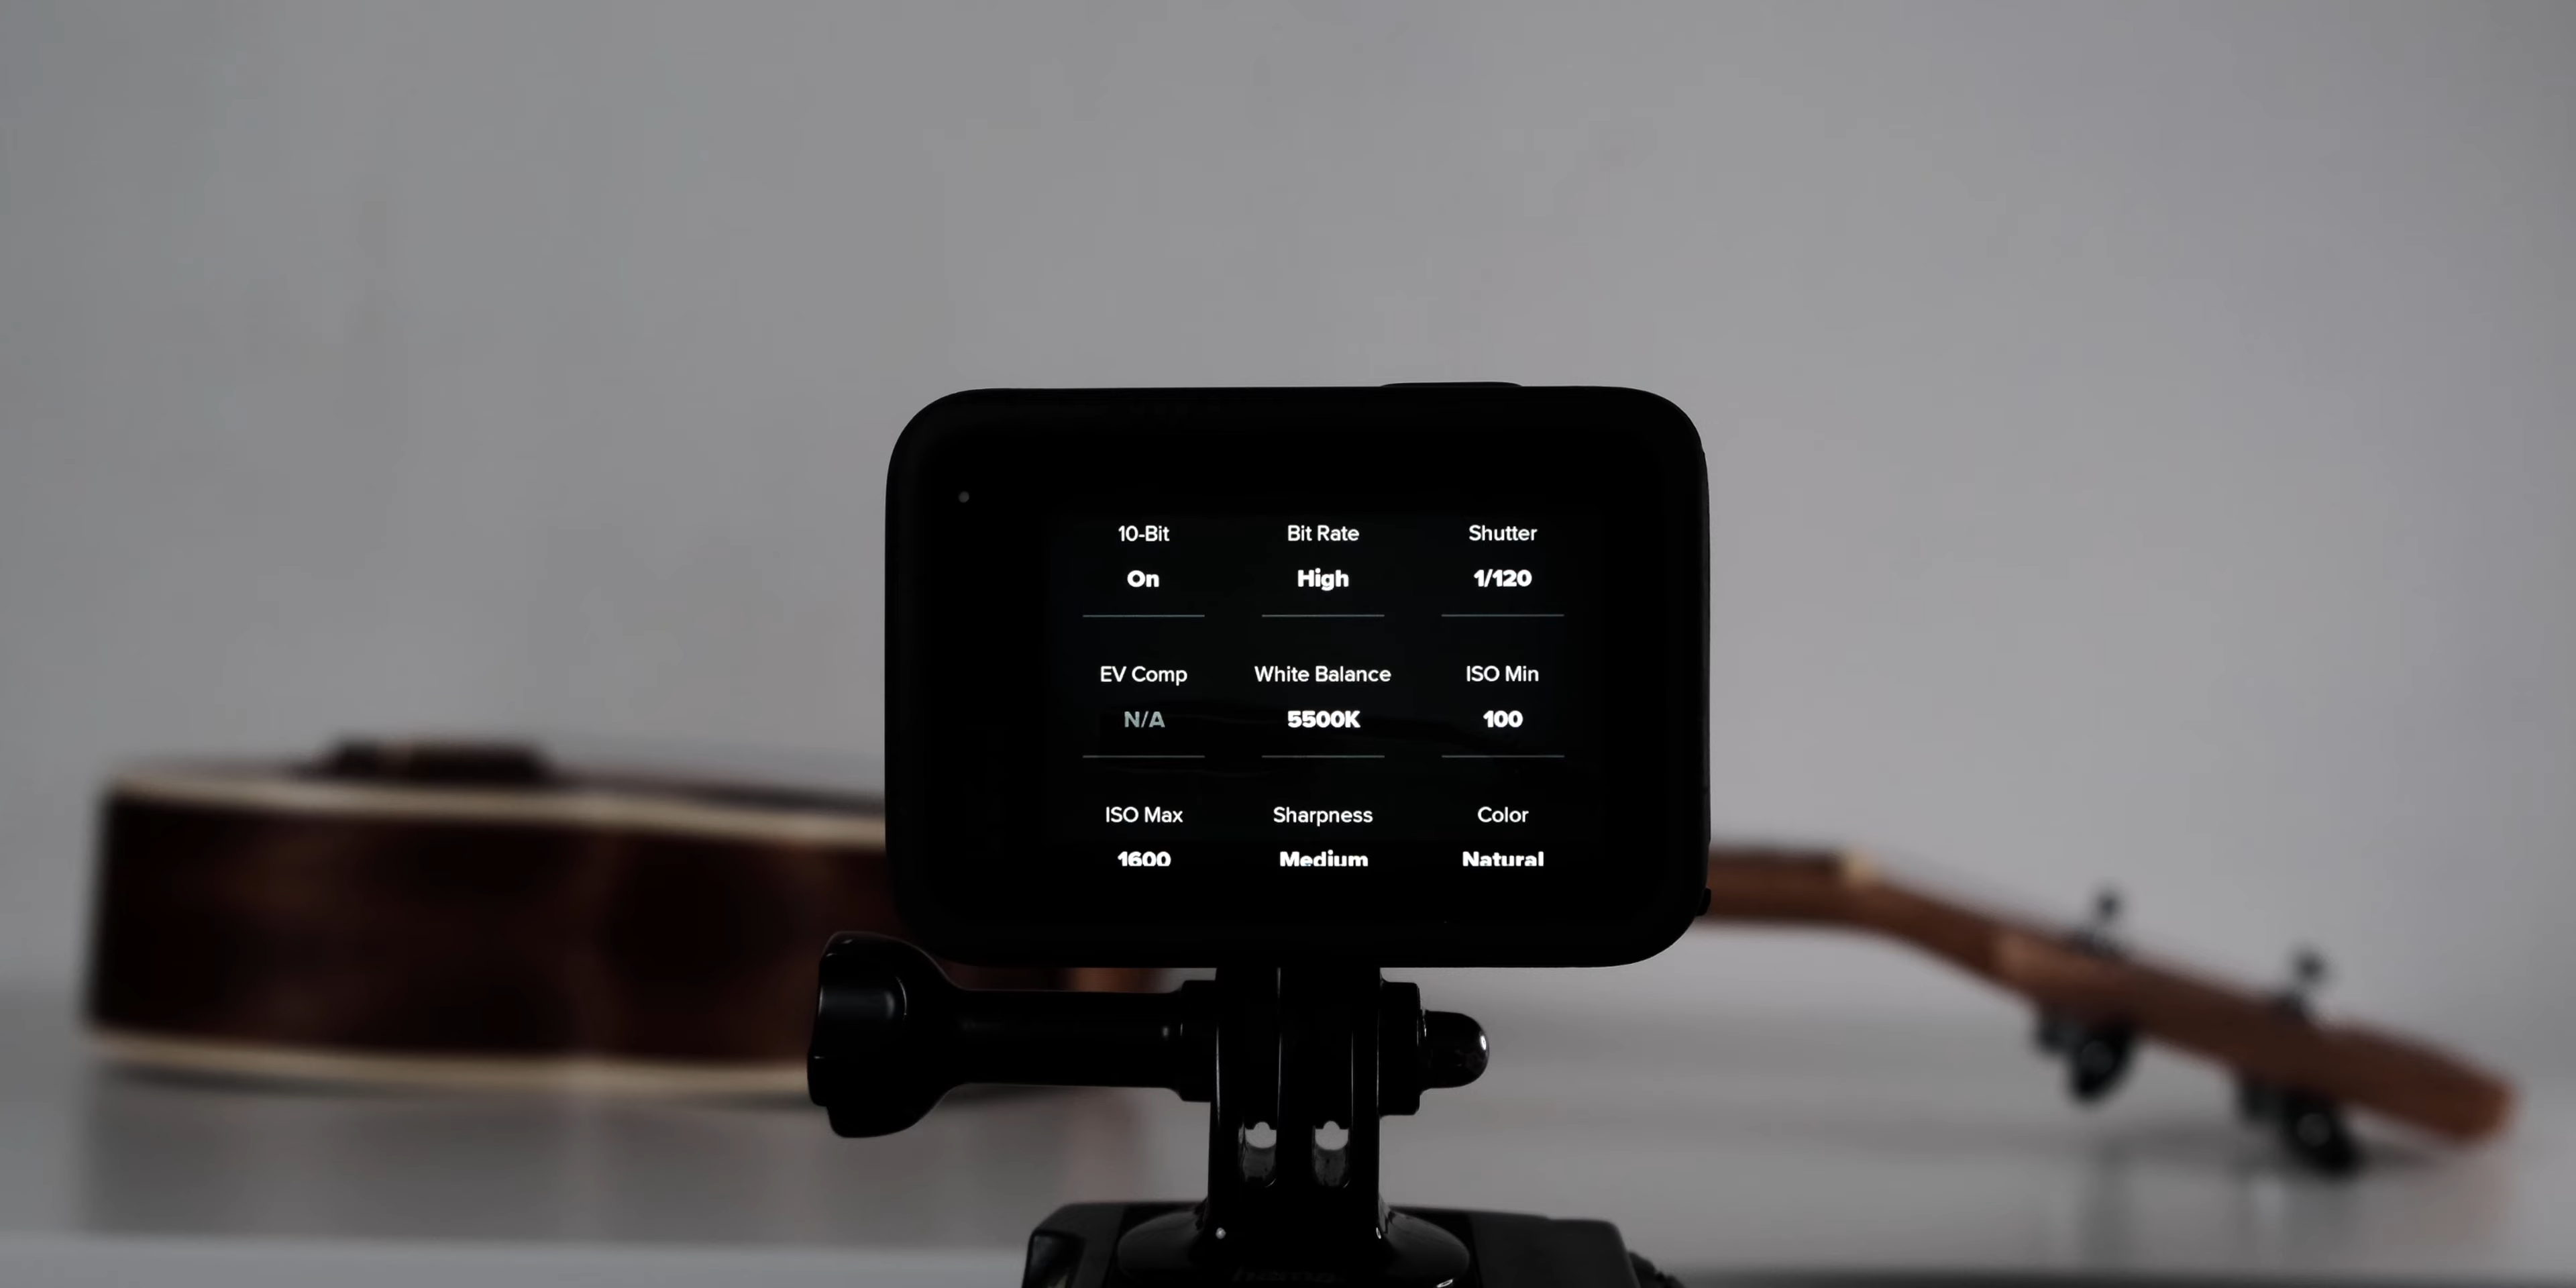 10-Bit Bit Rate Shutter
On High 1/120
EV Comp White Balance ISO Min
N/A 5500K 100
ISO Max Sharpness Color
1600 Medium Natural